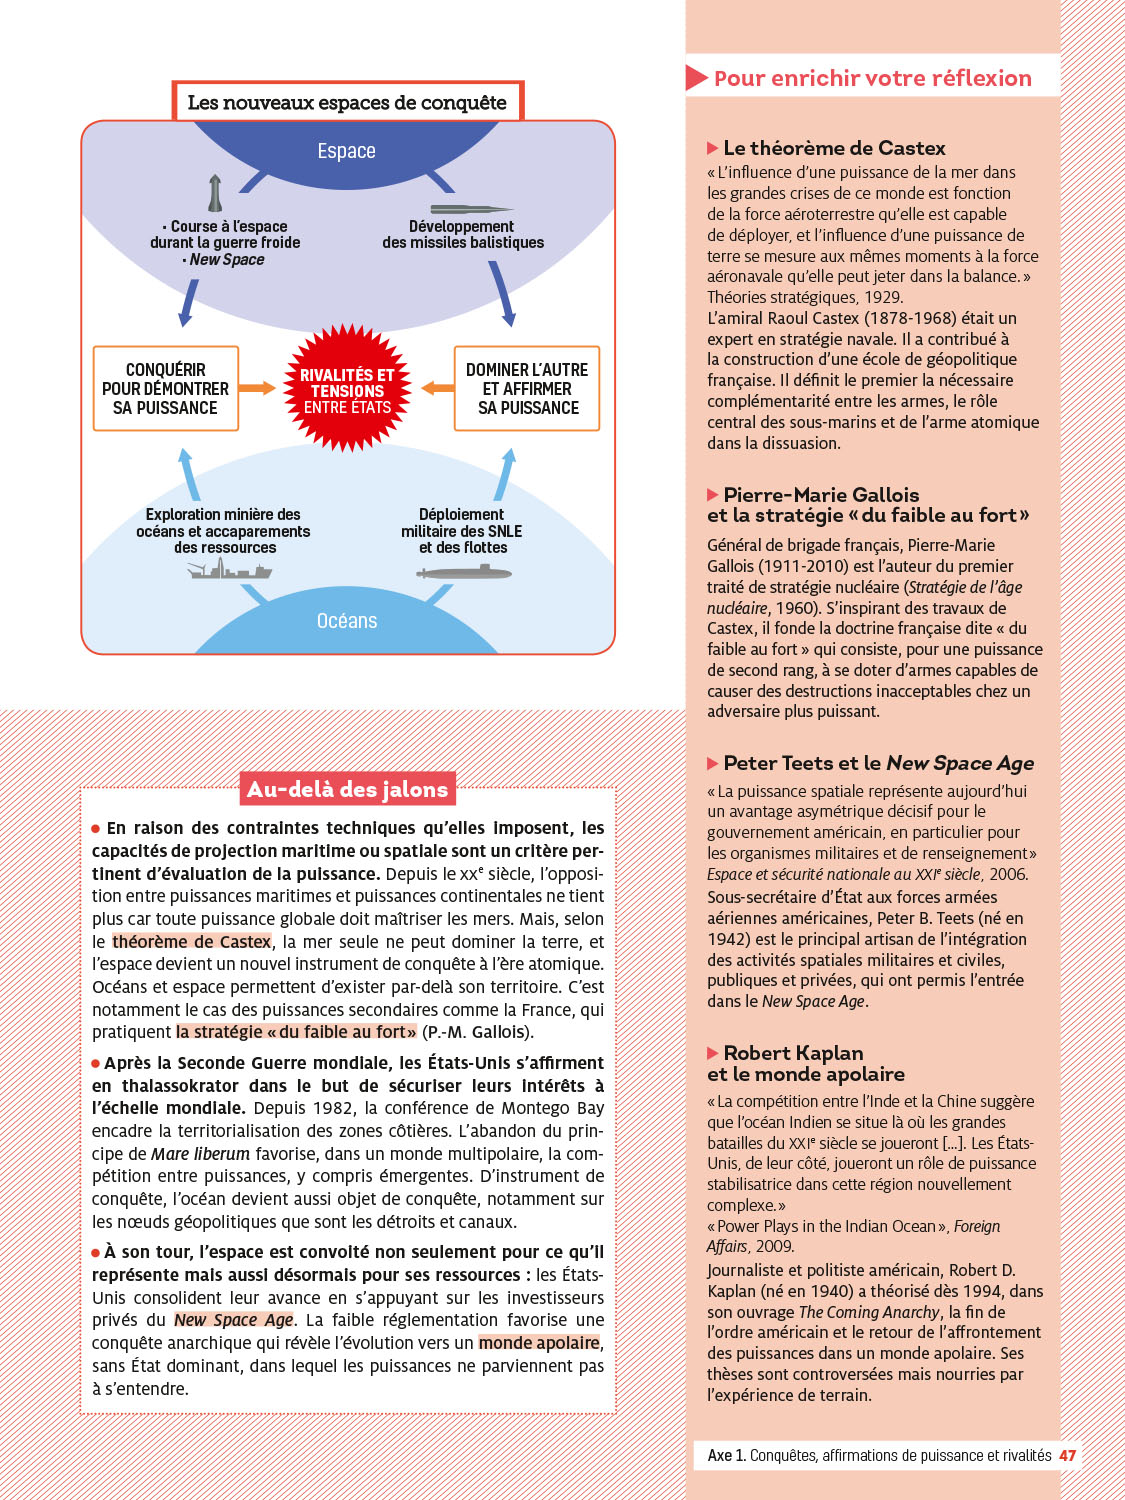 Les nouveaux espaces de conquête
Espace
• Course à l'espace
durant la guerre froide
• New Space
Développement
des missiles balistiques
CONQUÉRIR
POUR DÉMONTRER
SA PUISSANCE
RIVALITÉS ET
TENSIONS
ENTRE ÉTATS
DOMINER L'AUTRE
ET AFFIRMER
SA PUISSANCE
Exploration minière des
océans et accaparements
des ressources
Déploiement
militaire des SNLE
et des flottes
Océans
Au-delà des jalons
• En raison des contraintes techniques qu'elles imposent, les
capacités de projection maritime ou spatiale sont un critère per-
tinent d'évaluation de la puissance. Depuis le XXe siècle, l'opposi-
tion entre puissances maritimes et puissances continentales ne tient
plus car toute puissance globale doit maîtriser les mers. Mais, selon
le théorème de Castex, la mer seule ne peut dominer la terre, et
l'espace devient un nouvel instrument de conquête à l'ère atomique.
Océans et espace permettent d'exister par-delà son territoire. C'est
notamment le cas des puissances secondaires comme la France, qui
pratiquent la stratégie « du faible au fort » (P.-M. Gallois).
• Après la Seconde Guerre mondiale, les États-Unis s'affirment
en thalassokrator dans le but de sécuriser leurs intérêts à
l'échelle mondiale. Depuis 1982, la conférence de Montego Bay
encadre la territorialisation des zones côtières. L'abandon du prin-
cipe de Mare liberum favorise, dans un monde multipolaire, la com-
pétition entre puissances, y compris émergentes. D'instrument de
conquête, l'océan devient aussi objet de conquête, notamment sur
les nœuds géopolitiques que sont les détroits et canaux.
• À son tour, l'espace est convoité non seulement pour ce qu'il
représente mais aussi désormais pour ses ressources : les États-
Unis consolident leur avance en s'appuyant sur les investisseurs
privés du New Space Age. La faible réglementation favorise une
conquête anarchique qui révèle l'évolution vers un monde apolaire,
sans État dominant, dans lequel les puissances ne parviennent pas
à s'entendre.
Pour enrichir votre réflexion
Le théorème de Castex
« L'influence d'une puissance de la mer dans
les grandes crises de ce monde est fonction
de la force aéroterrestre qu'elle est capable
de déployer, et l'influence d'une puissance de
terre se mesure aux mêmes moments à la force
aéronavale qu'elle peut jeter dans la balance. »
Théories stratégiques, 1929.
L'amiral Raoul Castex (1878-1968) était un
expert en stratégie navale. Il a contribué à
la construction d'une école de géopolitique
française. Il définit le premier la nécessaire
complémentarité entre les armes, le rôle
central des sous-marins et de l'arme atomique
dans la dissuasion.
Pierre-Marie Gallois
et la stratégie « du faible au fort »
Général de brigade français, Pierre-Marie
Gallois (1911-2010) est l'auteur du premier
traité de stratégie nucléaire (Stratégie de l'âge
nucléaire, 1960). S'inspirant des travaux de
Castex, il fonde la doctrine française dite « du
faible au fort » qui consiste, pour une puissance
de second rang, à se doter d'armes capables de
causer des destructions inacceptables chez un
adversaire plus puissant.
Peter Teets et le New Space Age
« La puissance spatiale représente aujourd'hui
un avantage asymétrique décisif pour le
gouvernement américain, en particulier pour
les organismes militaires et de renseignement »
Espace et sécurité nationale au XXIe siècle, 2006.
Sous-secrétaire d'État aux forces armées
aériennes américaines, Peter B. Teets (né en
1942) est le principal artisan de l'intégration
des activités spatiales militaires et civiles,
publiques et privées, qui ont permis l'entrée
dans le New Space Age.
Robert Kaplan
et le monde apolaire
« La compétition entre l'Inde et la Chine suggère
que l'océan Indien se situe là où les grandes
batailles du XXIe siècle se joueront [...]. Les États-
Unis, de leur côté, joueront un rôle de puissance
stabilisatrice dans cette région nouvellement
complexe. »
« Power Plays in the Indian Ocean », Foreign
Affairs, 2009.
Journaliste et politiste américain, Robert D.
Kaplan (né en 1940) a théorisé dès 1994, dans
son ouvrage The Coming Anarchy, la fin de
l'ordre américain et le retour de l'affrontement
des puissances dans un monde apolaire. Ses
thèses sont controversées mais nourries par
l'expérience de terrain.
Axe 1. Conquêtes, affirmations de puissance et rivalités 47